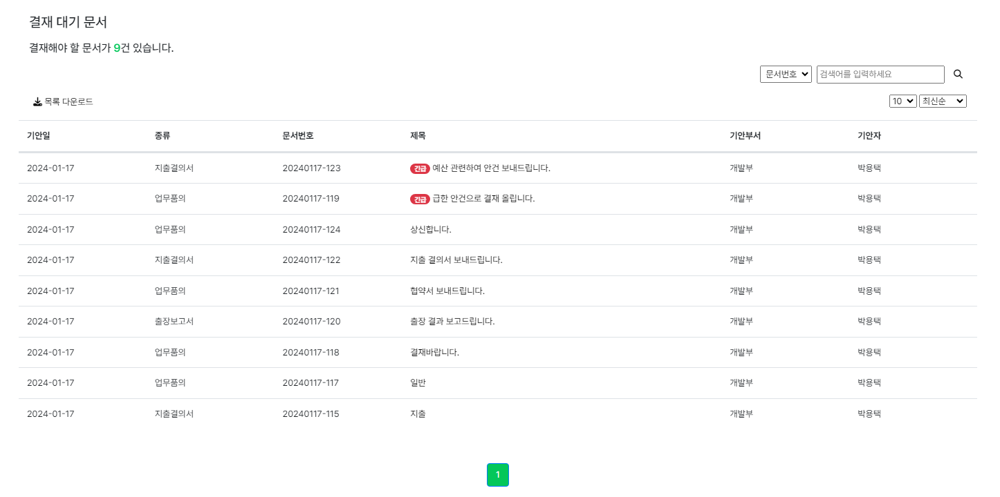 결재 대기 문서
결재해야 할 문서가 9건 있습니다.
문서번호 검색어를 입력하세요
목록 다운로드 10 최신순
기안일 종류 문서번호 제목 기안부서 기안자
2024-01-17 지출결의서 20240117-123 긴급 예산 관련하여 안건 보내드립니다. 개발부 박용택
2024-01-17 업무품의 20240117-119 긴급 급한 안건으로 결재 올립니다. 개발부 박용택
2024-01-17 업무품의 20240117-124 상신합니다. 개발부 박용택
2024-01-17 지출결의서 20240117-122 지출 결의서 보내드립니다. 개발부 박용택
2024-01-17 업무품의 20240117-121 협약서 보내드립니다. 개발부 박용택
2024-01-17 출장보고서 20240117-120 출장 결과 보고드립니다. 개발부 박용택
2024-01-17 업무품의 20240117-118 결재바랍니다. 개발부 박용택
2024-01-17 업무품의 20240117-117 일반 개발부 박용택
2024-01-17 지출결의서 20240117-115 지출 개발부 박용택
1